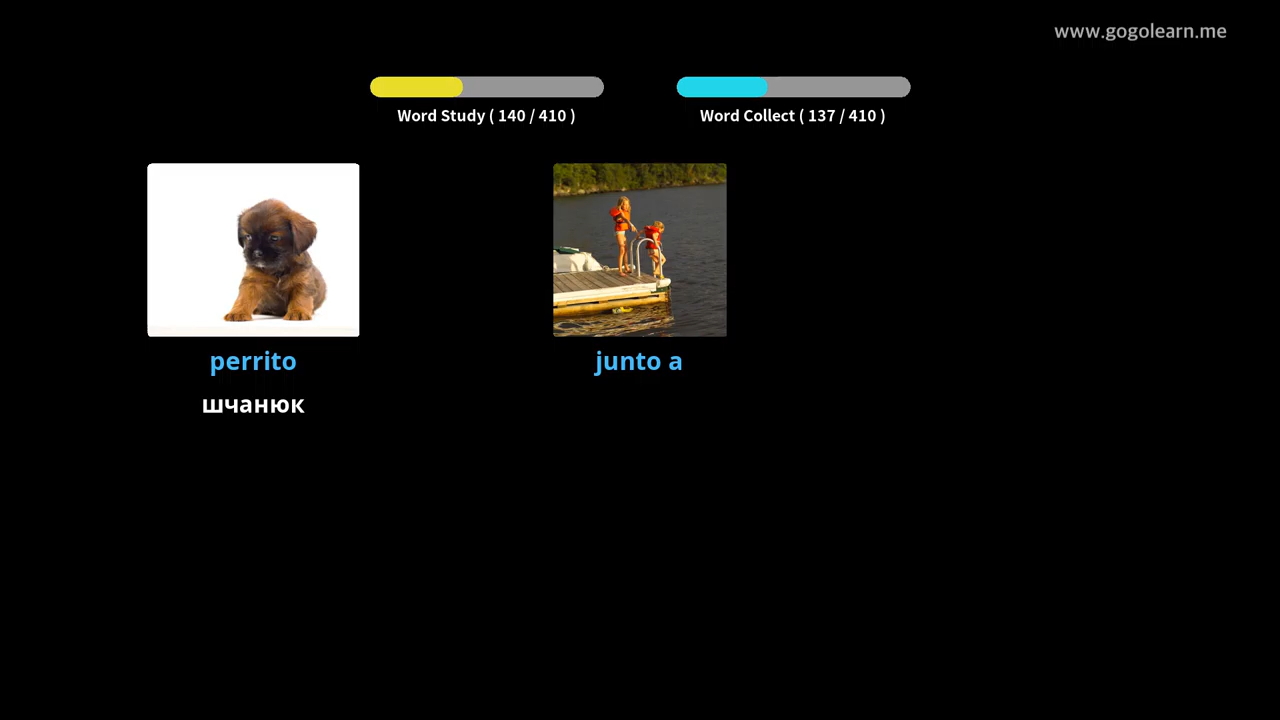 www.gogolearn.me
Word Study ( 140 / 410 )
Word Collect ( 137 / 410 )
perrito
junto a
шчанюк